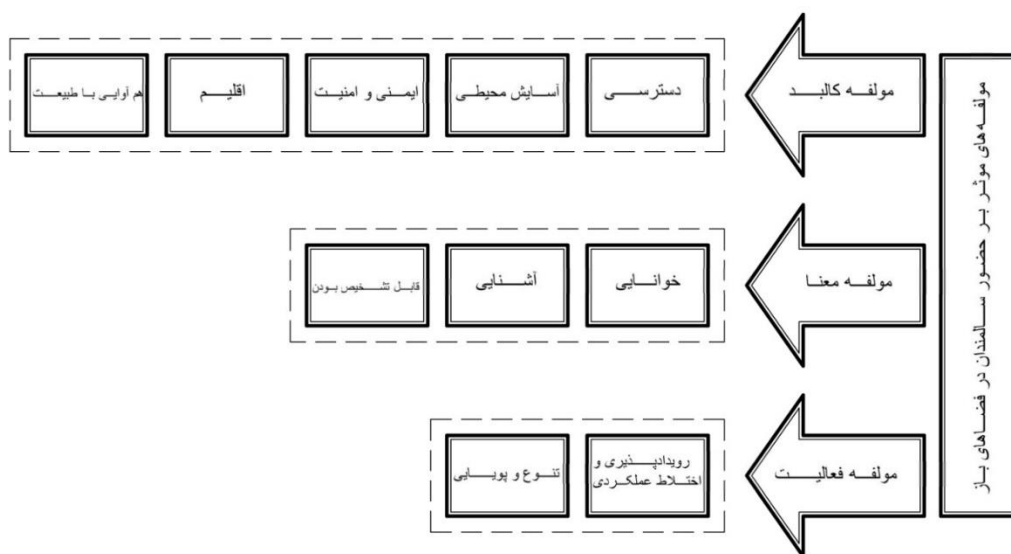 مولفه‌های موثر بر حضور سالمندان در فضاهای باز
مولفه کالبد
دسترسی
آسایش محیطی
ایمنی و امنیت
اقلیم
هم آوایی با طبیعت
مولفه معنا
خوانایی
آشنایی
قابل تشخیص بودن
مولفه فعالیت
رویدادپذیری و
اختلاط عملکردی
تنوع و پویایی